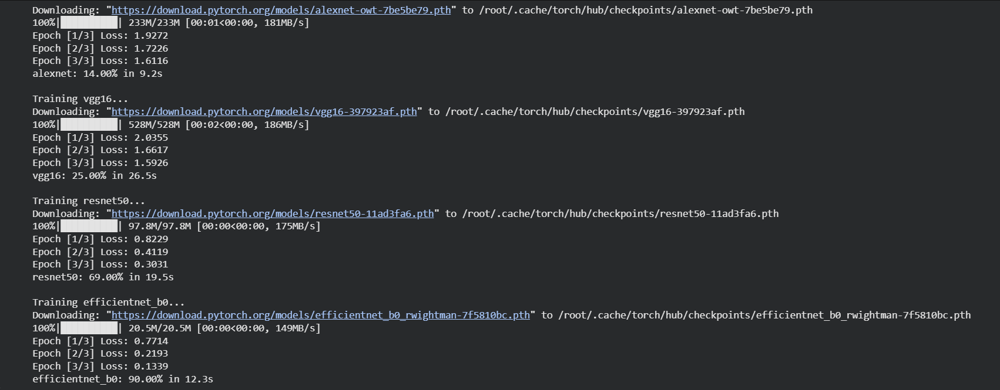 Downloading: "https://download.pytorch.org/models/alexnet-owt-7be5be79.pth" to /root/.cache/torch/hub/checkpoints/alexnet-owt-7be5be79.pth
100%|██████████| 233M/233M [00:01<00:00, 181MB/s]
Epoch [1/3] Loss: 1.9272
Epoch [2/3] Loss: 1.7226
Epoch [3/3] Loss: 1.6116
alexnet: 14.00% in 9.2s
Training vgg16...
Downloading: "https://download.pytorch.org/models/vgg16-397923af.pth" to /root/.cache/torch/hub/checkpoints/vgg16-397923af.pth
100%|██████████| 528M/528M [00:02<00:00, 186MB/s]
Epoch [1/3] Loss: 2.0355
Epoch [2/3] Loss: 1.6617
Epoch [3/3] Loss: 1.5926
vgg16: 25.00% in 26.5s
Training resnet50...
Downloading: "https://download.pytorch.org/models/resnet50-11ad3fa6.pth" to /root/.cache/torch/hub/checkpoints/resnet50-11ad3fa6.pth
100%|██████████| 97.8M/97.8M [00:00<00:00, 175MB/s]
Epoch [1/3] Loss: 0.8229
Epoch [2/3] Loss: 0.4119
Epoch [3/3] Loss: 0.3031
resnet50: 69.00% in 19.5s
Training efficientnet_b0...
Downloading: "https://download.pytorch.org/models/efficientnet_b0_rwightman-7f5810bc.pth" to /root/.cache/torch/hub/checkpoints/efficientnet_b0_rwightman-7f5810bc.pth
100%|██████████| 20.5M/20.5M [00:00<00:00, 149MB/s]
Epoch [1/3] Loss: 0.7714
Epoch [2/3] Loss: 0.2193
Epoch [3/3] Loss: 0.1339
efficientnet_b0: 90.00% in 12.3s